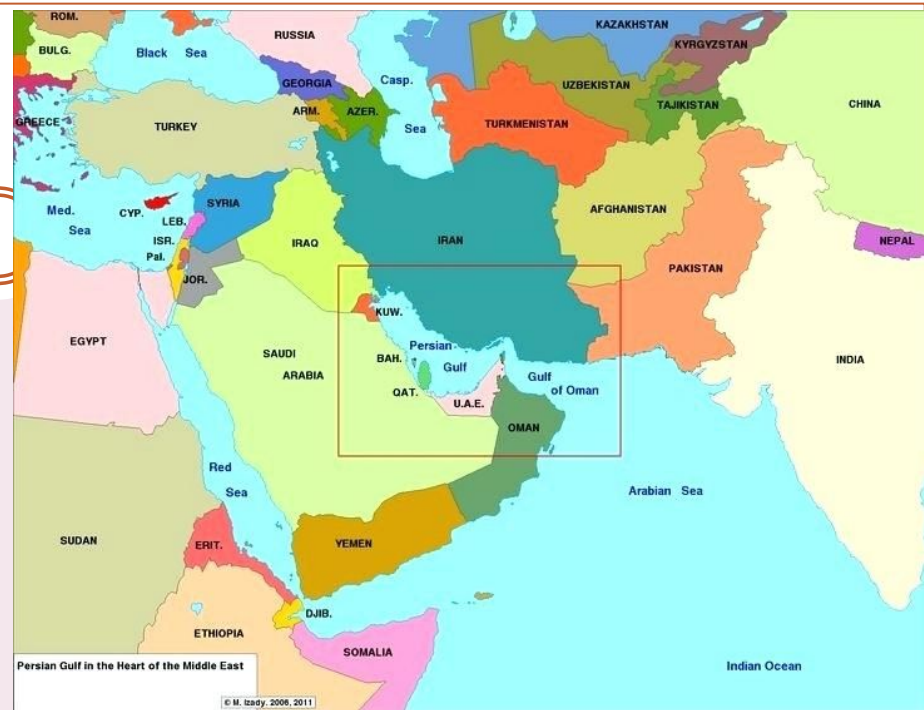 ROM.
RUSSIA
KAZAKHSTAN
BULG.
Black Sea
KYRGYZSTAN
GEORGIA
Casp.
Sea
UZBEKISTAN
ARM.
AZER.
TAJIKISTAN
CHINA
GREECE
TURKEY
TURKMENISTAN
SYRIA
AFGHANISTAN
CYP.
Med.
Sea
LEB.
ISR.
Pal.
IRAQ
IRAN
NEPAL
JOR.
PAKISTAN
KUW.
EGYPT
Persian
Gulf
SAUDI
ARABIA
BAH.
INDIA
QAT.
Gulf
of Oman
U.A.E.
OMAN
Red
Sea
Arabian Sea
SUDAN
ERIT.
YEMEN
DJIB.
ETHIOPIA
SOMALIA
Persian Gulf in the Heart of the Middle East
Indian Ocean
© M. Izady. 2006, 2011